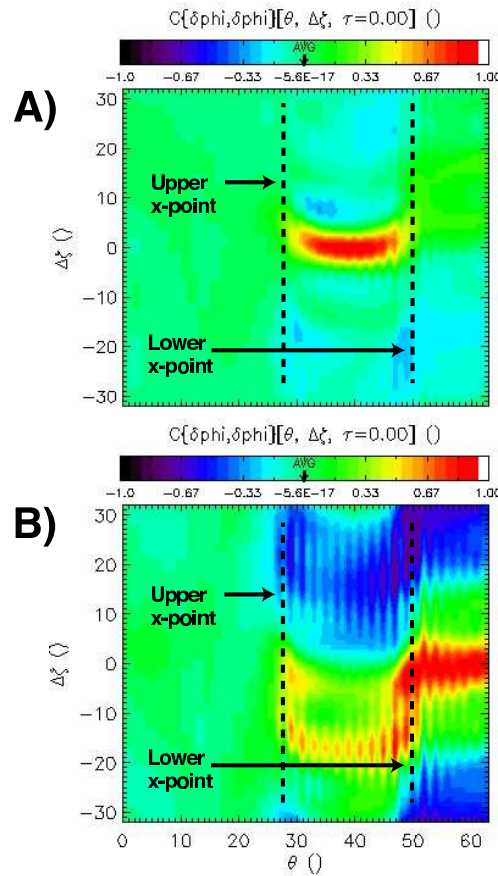 C{δphi,δphi}[θ, Δζ, τ=0.00] ()
AVG
-1.0 -0.67 -0.33 -5.6E-17 0.33 0.67 1.00
A)
30
20
Upper
x-point
10
0
Δζ ()
-10
Lower
x-point
-20
-30
C{δphi,δphi}[θ, Δζ, τ=0.00] ()
AVG
-1.0 -0.67 -0.33 -5.6E-17 0.33 0.67 1.00
B)
30
20
Upper
x-point
10
0
Δζ ()
-10
Lower
x-point
-20
-30
0 10 20 30 40 50 60
θ ()